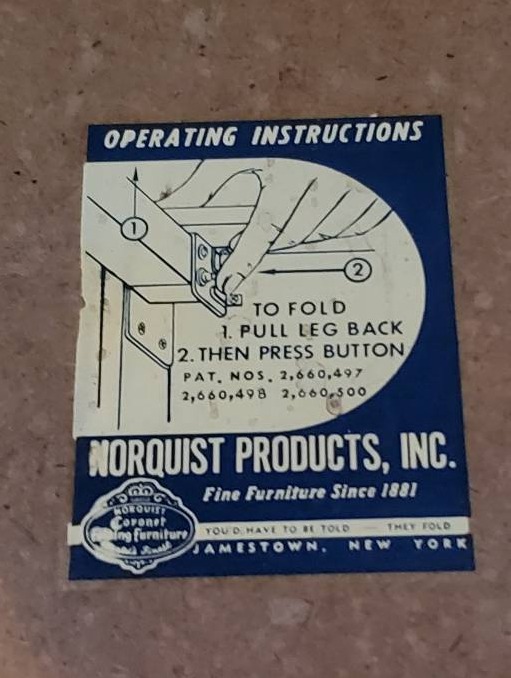 OPERATING INSTRUCTIONS
1
2
TO FOLD
1. PULL LEG BACK
2. THEN PRESS BUTTON
PAT. NOS. 2,660,497
2,660,498 2,660,500
NORQUIST PRODUCTS, INC.
Fine Furniture Since 1881
NORQUIST
Coronet
Furniture
YOU'D HAVE TO BE TOLD — THEY FOLD
JAMESTOWN, NEW YORK